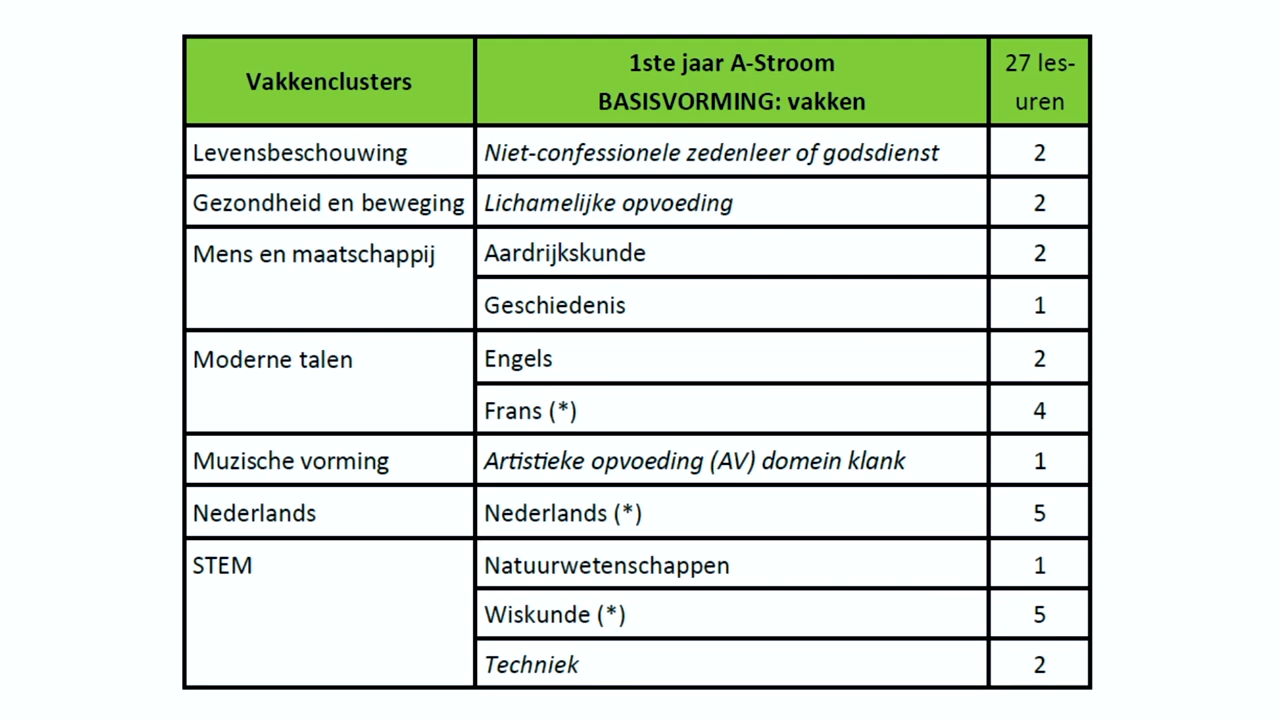 Vakkenclusters
1ste jaar A-Stroom
BASISVORMING: vakken
27 les-
uren
Levensbeschouwing
Niet-confessionele zedenleer of godsdienst
2
Gezondheid en beweging
Lichamelijke opvoeding
2
Mens en maatschappij
Aardrijkskunde
2
Geschiedenis
1
Moderne talen
Engels
2
Frans (*)
4
Muzische vorming
Artistieke opvoeding (AV) domein klank
1
Nederlands
Nederlands (*)
5
STEM
Natuurwetenschappen
1
Wiskunde (*)
5
Techniek
2